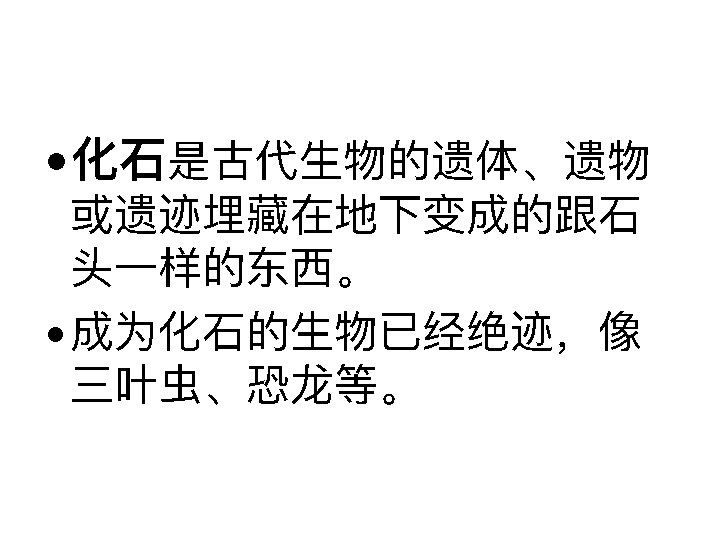 •化石是古代生物的遗体、遗物
或遗迹埋藏在地下变成的跟石
头一样的东西。
•成为化石的生物已经绝迹，像
三叶虫、恐龙等。